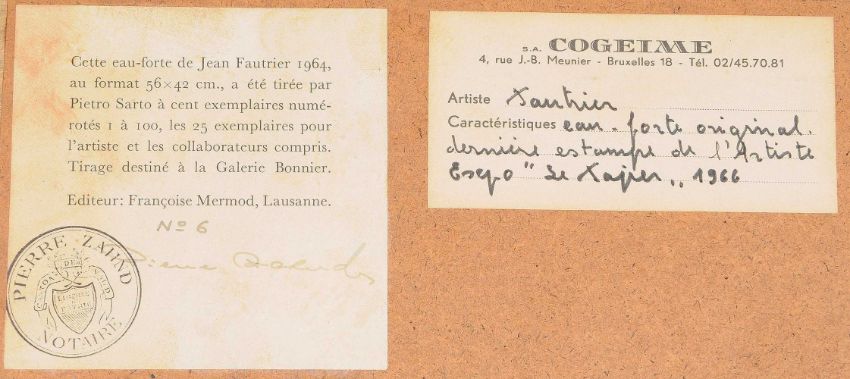 Cette eau-forte de Jean Fautrier 1964,
au format 56×42 cm., a été tirée par
Pietro Sarto à cent exemplaires numé-
rotés 1 à 100, les 25 exemplaires pour
l'artiste et les collaborateurs compris.
Tirage destiné à la Galerie Bonnier.
Editeur: Françoise Mermod, Lausanne.
No 6
PIERRE ZAHND
NOTAIRE
S.A. COGEIME
4, rue J.-B. Meunier - Bruxelles 18 - Tél. 02/45.70.81
Artiste Fautrier
Caractéristiques eau-forte original.
dernière estampe de l'Artiste
Expo " Le 1966